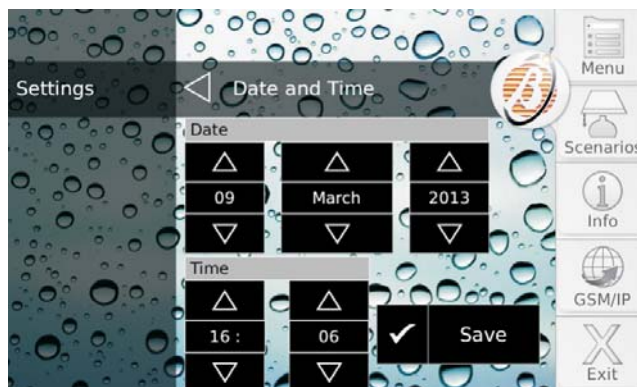 Settings
Date and Time
Date
09 March 2013
Time
16 : 06
Save
Menu
Scenarios
Info
GSM/IP
Exit